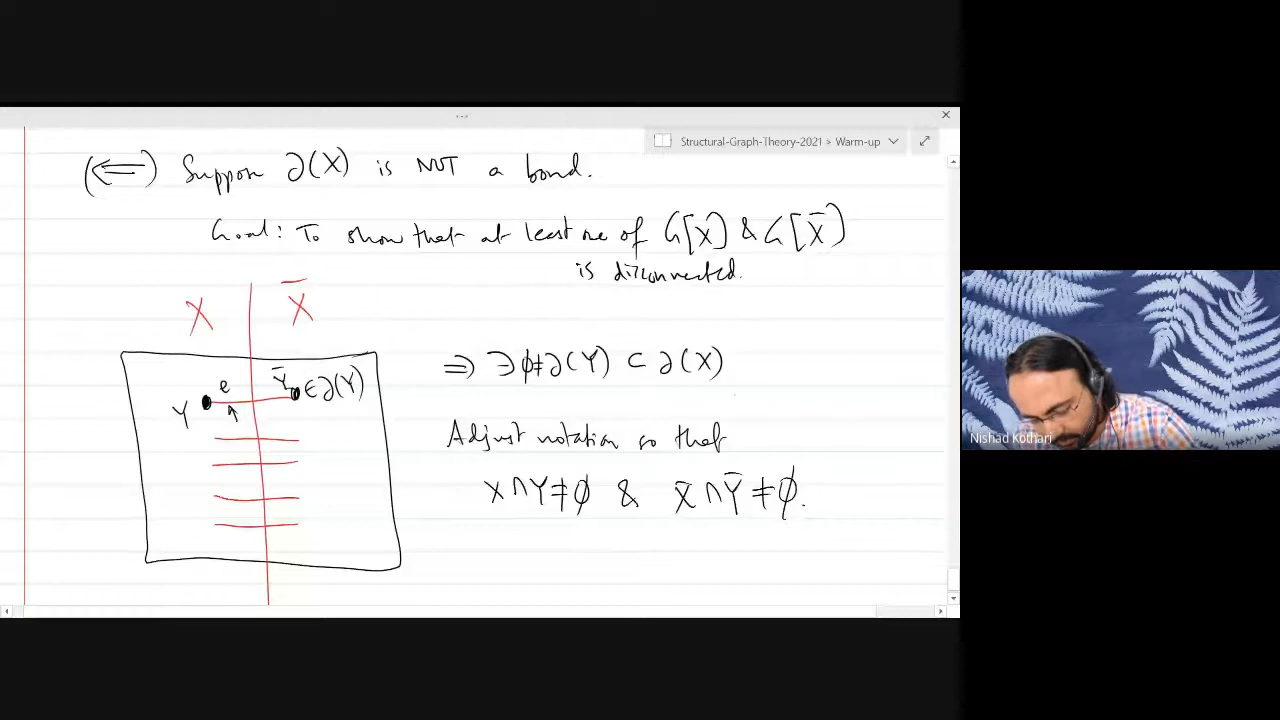 Structural-Graph-Theory-2021 > Warm-up
(⇐) Suppose ∂(X) is NOT a bond.
Goal: To show that at least one of G[X] & G[X̄]
is disconnected.
X X̄
e Ȳ ∈∂(Y)
Y
⇒ ∃ ϕ≠∂(Y) ⊂ ∂(X)
Adjust notation so that
X∩Y≠ϕ & X̄∩Ȳ≠ϕ.
Nishad Kothari